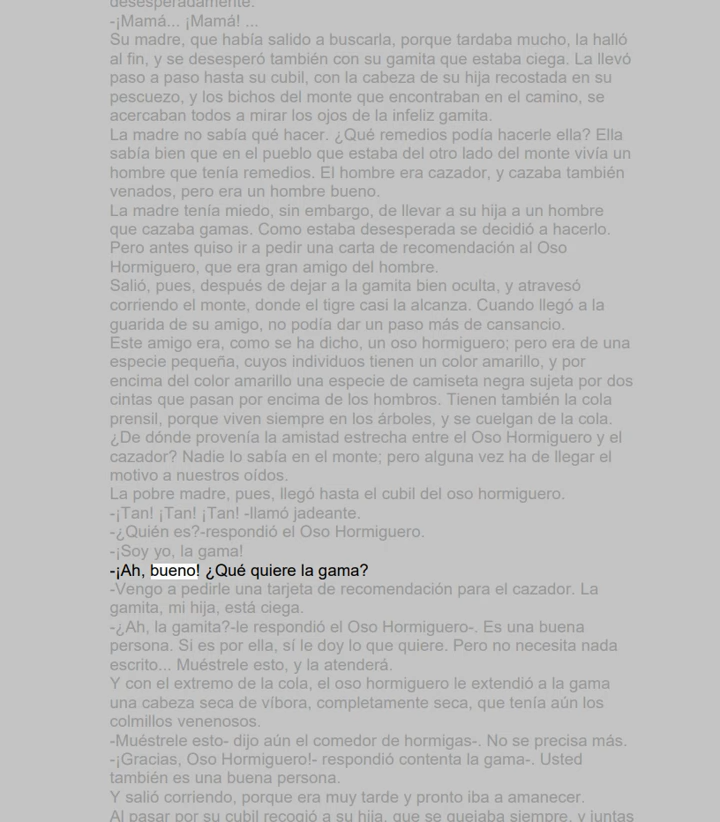 desesperadamente.
-¡Mamá... ¡Mamá! ...
Su madre, que había salido a buscarla, porque tardaba mucho, la halló
al fin, y se desesperó también con su gamita que estaba ciega. La llevó
paso a paso hasta su cubil, con la cabeza de su hija recostada en su
pescuezo, y los bichos del monte que encontraban en el camino, se
acercaban todos a mirar los ojos de la infeliz gamita.
La madre no sabía qué hacer. ¿Qué remedios podía hacerle ella? Ella
sabía bien que en el pueblo que estaba del otro lado del monte vivía un
hombre que tenía remedios. El hombre era cazador, y cazaba también
venados, pero era un hombre bueno.
La madre tenía miedo, sin embargo, de llevar a su hija a un hombre
que cazaba gamas. Como estaba desesperada se decidió a hacerlo.
Pero antes quiso ir a pedir una carta de recomendación al Oso
Hormiguero, que era gran amigo del hombre.
Salió, pues, después de dejar a la gamita bien oculta, y atravesó
corriendo el monte, donde el tigre casi la alcanza. Cuando llegó a la
guarida de su amigo, no podía dar un paso más de cansancio.
Este amigo era, como se ha dicho, un oso hormiguero; pero era de una
especie pequeña, cuyos individuos tienen un color amarillo, y por
encima del color amarillo una especie de camiseta negra sujeta por dos
cintas que pasan por encima de los hombros. Tienen también la cola
prensil, porque viven siempre en los árboles, y se cuelgan de la cola.
¿De dónde provenía la amistad estrecha entre el Oso Hormiguero y el
cazador? Nadie lo sabía en el monte; pero alguna vez ha de llegar el
motivo a nuestros oídos.
La pobre madre, pues, llegó hasta el cubil del oso hormiguero.
-¡Tan! ¡Tan! ¡Tan! -llamó jadeante.
-¿Quién es?-respondió el Oso Hormiguero.
-¡Soy yo, la gama!
-¡Ah, bueno! ¿Qué quiere la gama?
-Vengo a pedirle una tarjeta de recomendación para el cazador. La
gamita, mi hija, está ciega.
-¿Ah, la gamita?-le respondió el Oso Hormiguero-. Es una buena
persona. Si es por ella, sí le doy lo que quiere. Pero no necesita nada
escrito... Muéstrele esto, y la atenderá.
Y con el extremo de la cola, el oso hormiguero le extendió a la gama
una cabeza seca de víbora, completamente seca, que tenía aún los
colmillos venenosos.
-Muéstrele esto- dijo aún el comedor de hormigas-. No se precisa más.
-¡Gracias, Oso Hormiguero!- respondió contenta la gama-. Usted
también es una buena persona.
Y salió corriendo, porque era muy tarde y pronto iba a amanecer.
Al pasar por su cubil recogió a su hija, que se quejaba siempre, y juntas